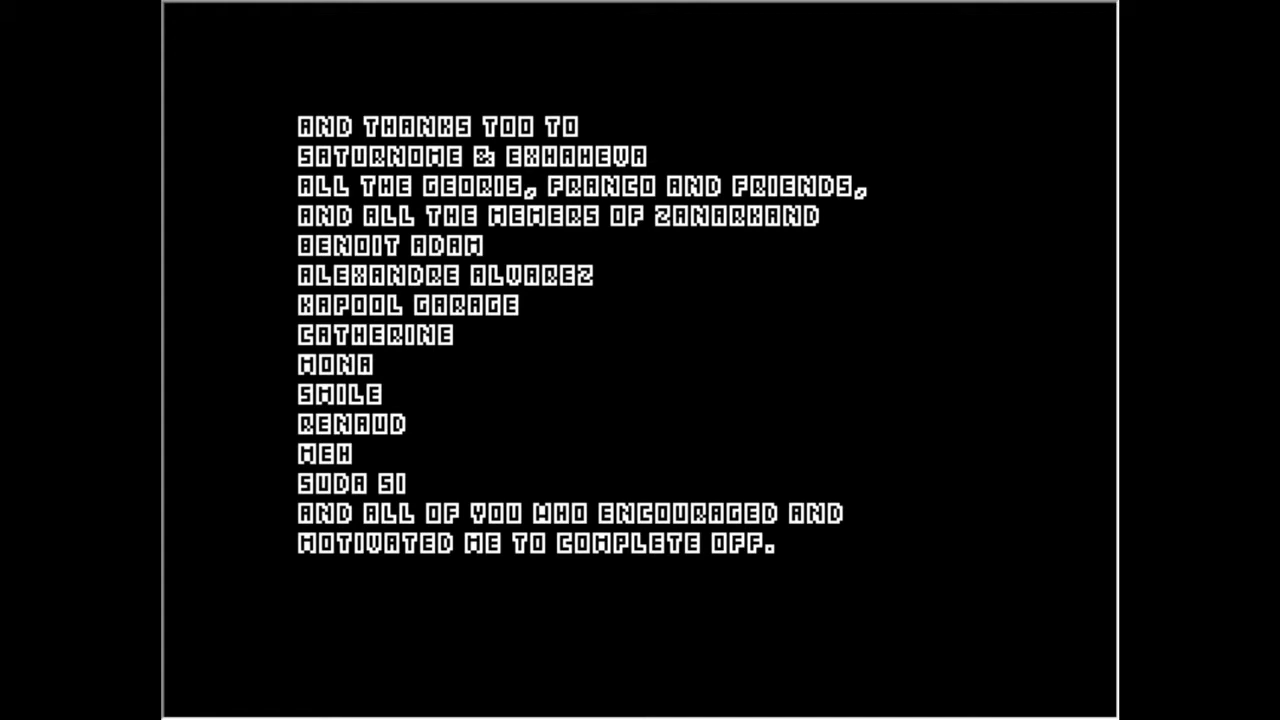 AND THANKS TOO TO
SATURNOME & EXHAHEVA
ALL THE GEORIS, FRANCO AND FRIENDS,
AND ALL THE MEMERS OF ZANARKAND
BENOIT ADAM
ALEXANDRE ALVAREZ
KAPOOL GARAGE
CATHERINE
MONA
SMILE
RENAUD
MEH
SUDA 51
AND ALL OF YOU WHO ENCOURAGED AND
MOTIVATED ME TO COMPLETE OFF.